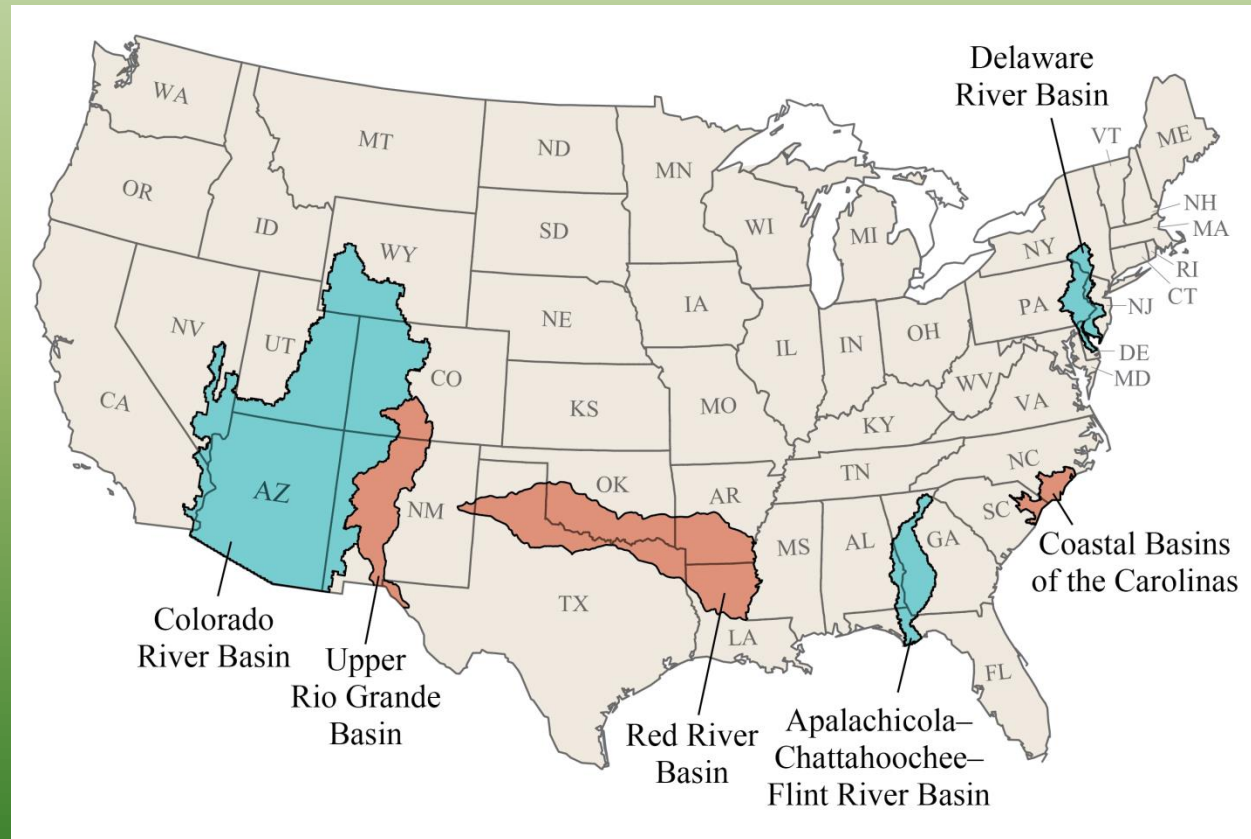 Delaware
River Basin
WA
MT
ND
MN
VT
ME
OR
ID
WY
SD
WI
MI
NY
NH
MA
RI
CT
NV
UT
CO
NE
IA
IL
IN
OH
PA
NJ
DE
MD
CA
AZ
NM
KS
MO
KY
WV
VA
OK
AR
TN
NC
SC
TX
LA
MS
AL
GA
FL
Colorado
River Basin
Upper
Rio Grande
Basin
Red River
Basin
Apalachicola–
Chattahoochee–
Flint River Basin
Coastal Basins
of the Carolinas